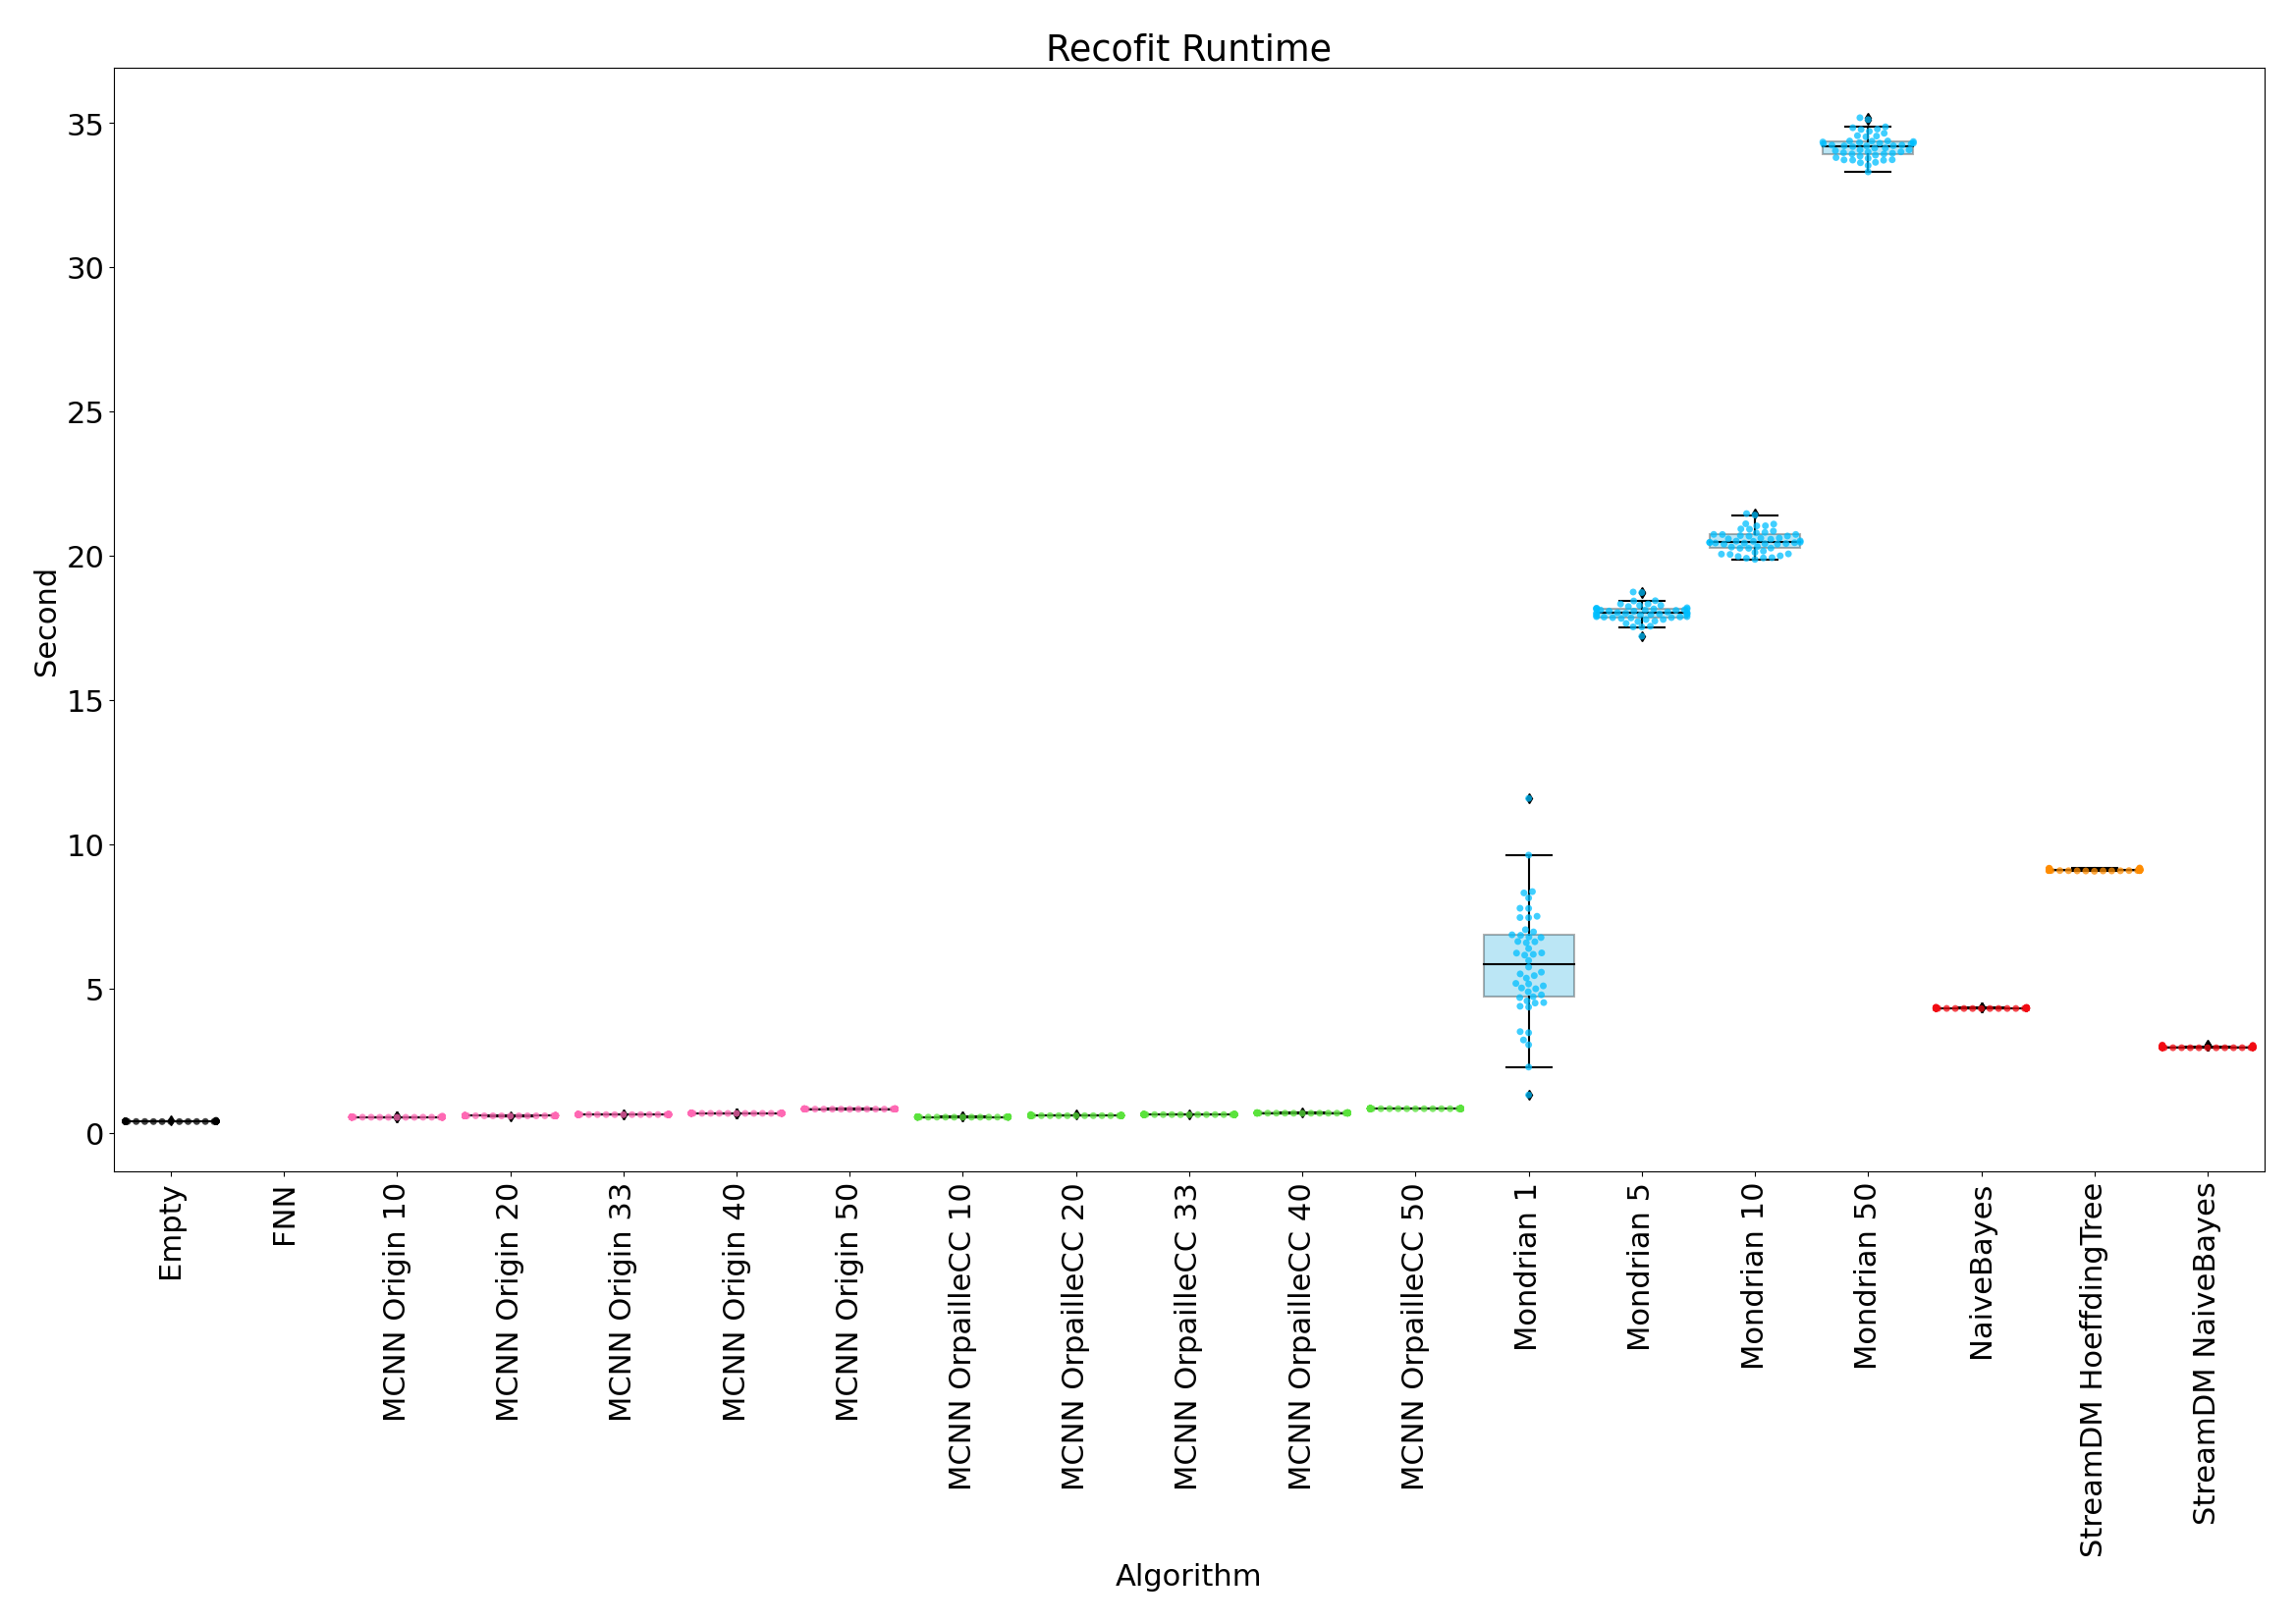 Recofit Runtime
Second
35
30
25
20
15
10
5
0
Empty
FNN
MCNN Origin 10
MCNN Origin 20
MCNN Origin 33
MCNN Origin 40
MCNN Origin 50
MCNN OrpailleCC 10
MCNN OrpailleCC 20
MCNN OrpailleCC 33
MCNN OrpailleCC 40
MCNN OrpailleCC 50
Mondrian 1
Mondrian 5
Mondrian 10
Mondrian 50
NaiveBayes
StreamDM HoeffdingTree
StreamDM NaiveBayes
Algorithm